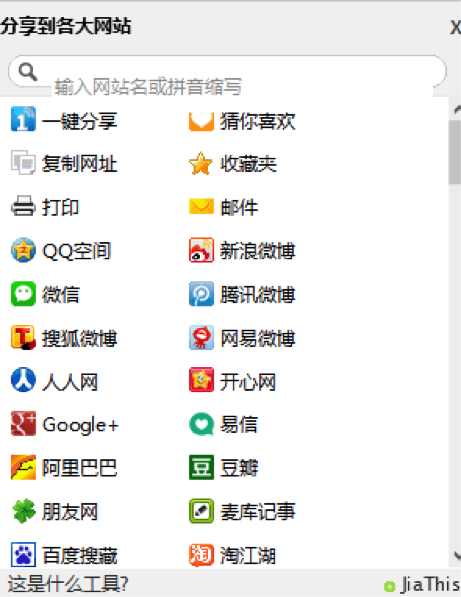 分享到各大网站 X
输入网站名或拼音缩写
一键分享 猜你喜欢
复制网址 收藏夹
打印 邮件
QQ空间 新浪微博
微信 腾讯微博
搜狐微博 网易微博
人人网 开心网
Google+ 易信
阿里巴巴 豆瓣
朋友网 麦库记事
百度搜藏 淘江湖
这是什么工具? JiaThis